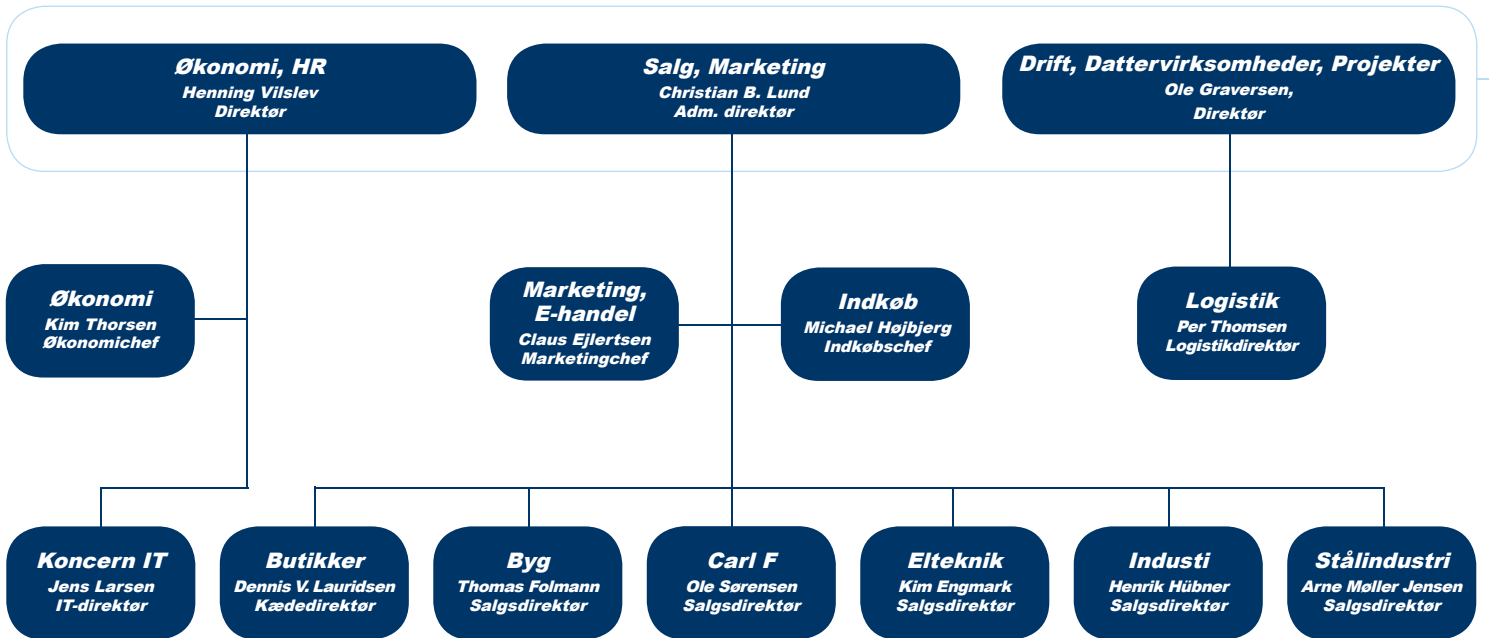 Økonomi, HR
Henning Vilslev
Direktør
Salg, Marketing
Christian B. Lund
Adm. direktør
Drift, Dattervirksomheder, Projekter
Ole Graversen,
Direktør
Økonomi
Kim Thorsen
Økonomichef
Marketing,
E-handel
Claus Ejlertsen
Marketingchef
Indkøb
Michael Højbjerg
Indkøbschef
Logistik
Per Thomsen
Logistikdirektør
Koncern IT
Jens Larsen
IT-direktør
Butikker
Dennis V. Lauridsen
Kædedirektør
Byg
Thomas Folmann
Salgsdirektør
Carl F
Ole Sørensen
Salgsdirektør
Elteknik
Kim Engmark
Salgsdirektør
Industi
Henrik Hübner
Salgsdirektør
Stålindustri
Arne Møller Jensen
Salgsdirektør